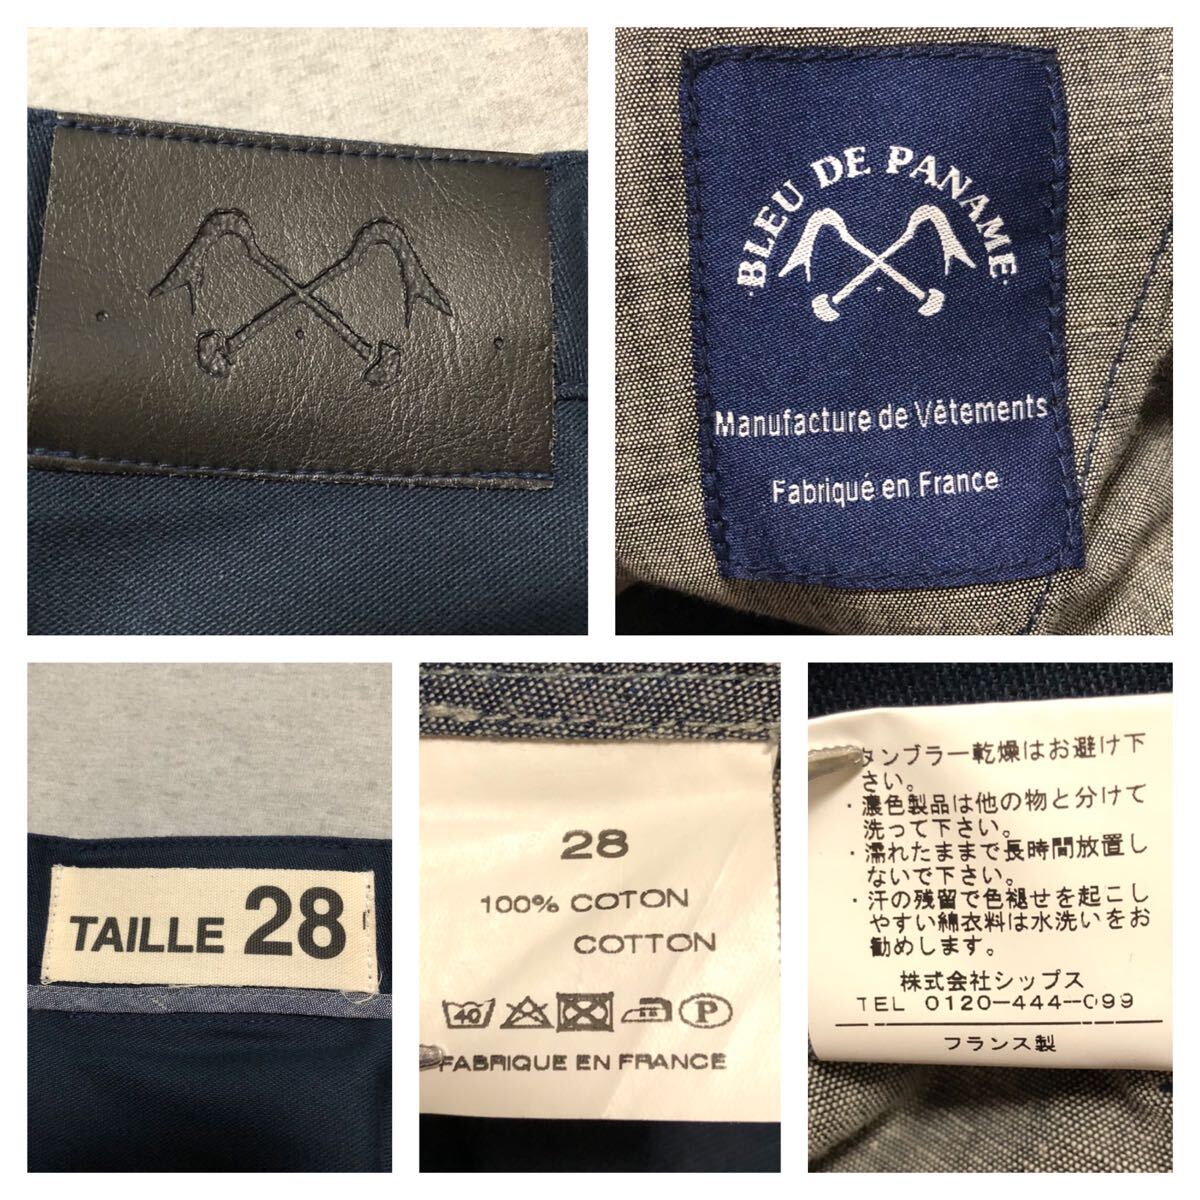 BLEU DE PANAME
Manufacture de Vêtements
Fabriqué en France
TAILLE 28
28
100% COTON
COTTON
40 P
FABRIQUE EN FRANCE
タンブラー乾燥はお避け下
さい。
・濃色製品は他の物と分けて
洗って下さい。
・濡れたままで長時間放置し
ないで下さい。
・汗の残留で色褪せを起こし
やすい綿衣料は水洗いをお
勧めします。
株式会社シップス
TEL 0120-444-099
フランス製